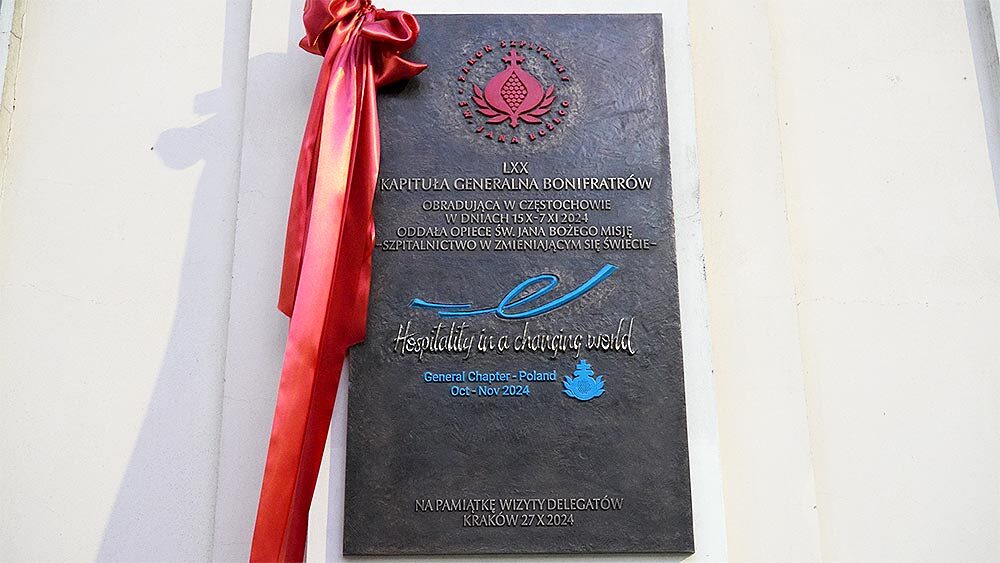 ZAKON SZPITALNY
ŚW. JANA BOŻEGO
LXX
KAPITUŁA GENERALNA BONIFRATRÓW
OBRADUJĄCA W CZĘSTOCHOWIE
W DNIACH 15 X-7 XI 2024
ODDAŁA OPIECE ŚW. JANA BOŻEGO MISJĘ
-SZPITALNICTWO W ZMIENIAJĄCYM SIĘ ŚWIECIE-
Hospitality in a changing world
General Chapter - Poland
Oct - Nov 2024
NA PAMIĄTKĘ WIZYTY DELEGATÓW
KRAKÓW 27 X 2024